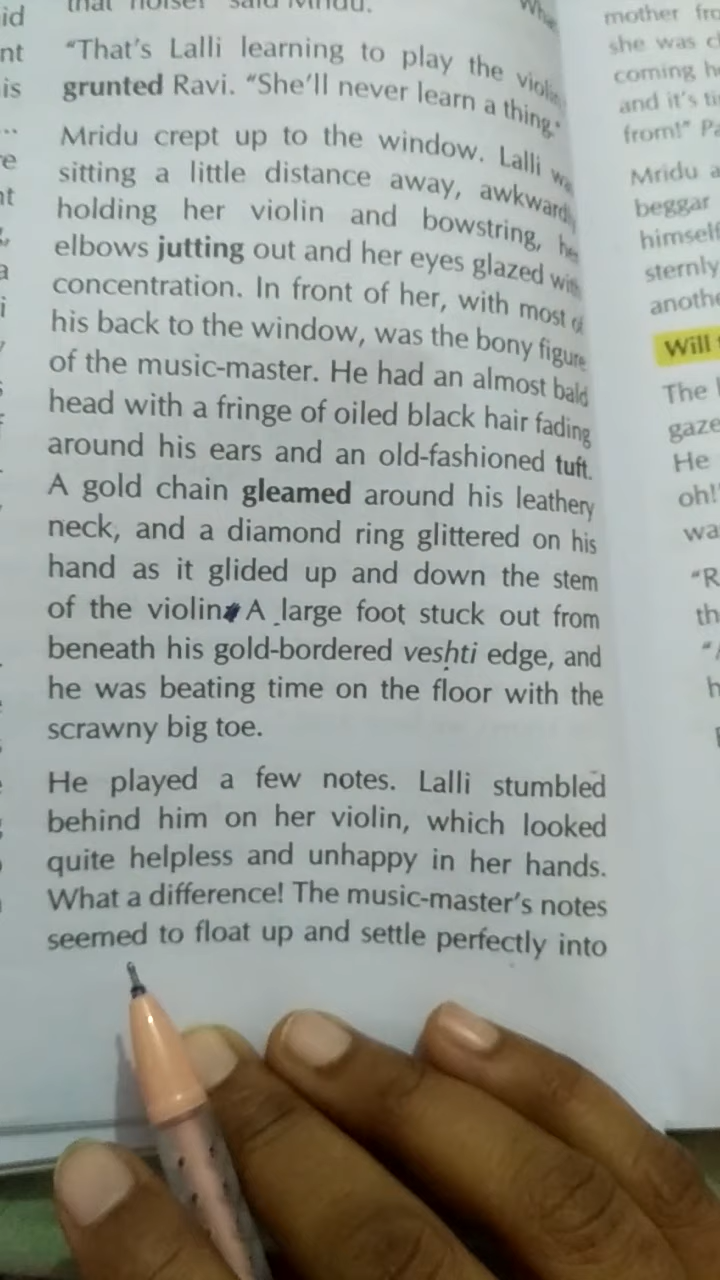 that noise?" said Mridu.
"That's Lalli learning to play the violin,"
grunted Ravi. "She'll never learn a thing."
Mridu crept up to the window. Lalli was
sitting a little distance away, awkwardly
holding her violin and bowstring, her
elbows jutting out and her eyes glazed with
concentration. In front of her, with most of
his back to the window, was the bony figure
of the music-master. He had an almost bald
head with a fringe of oiled black hair fading
around his ears and an old-fashioned tuft.
A gold chain gleamed around his leathery
neck, and a diamond ring glittered on his
hand as it glided up and down the stem
of the violin. A large foot stuck out from
beneath his gold-bordered veshti edge, and
he was beating time on the floor with the
scrawny big toe.
He played a few notes. Lalli stumbled
behind him on her violin, which looked
quite helpless and unhappy in her hands.
What a difference! The music-master's notes
seemed to float up and settle perfectly into
mother
she was
coming
and it's
from!"
Mridu
beggar
himself
sternly
Will
The
gaze
He
oh!'